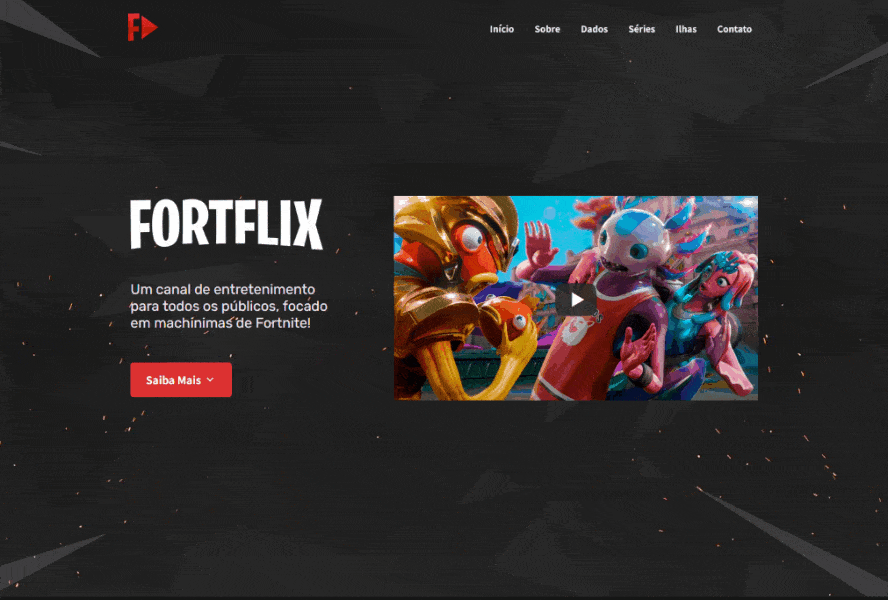 F
Início Sobre Dados Séries Ilhas Contato
FORTFLIX
Um canal de entretenimento
para todos os públicos, focado
em machinimas de Fortnite!
Saiba Mais